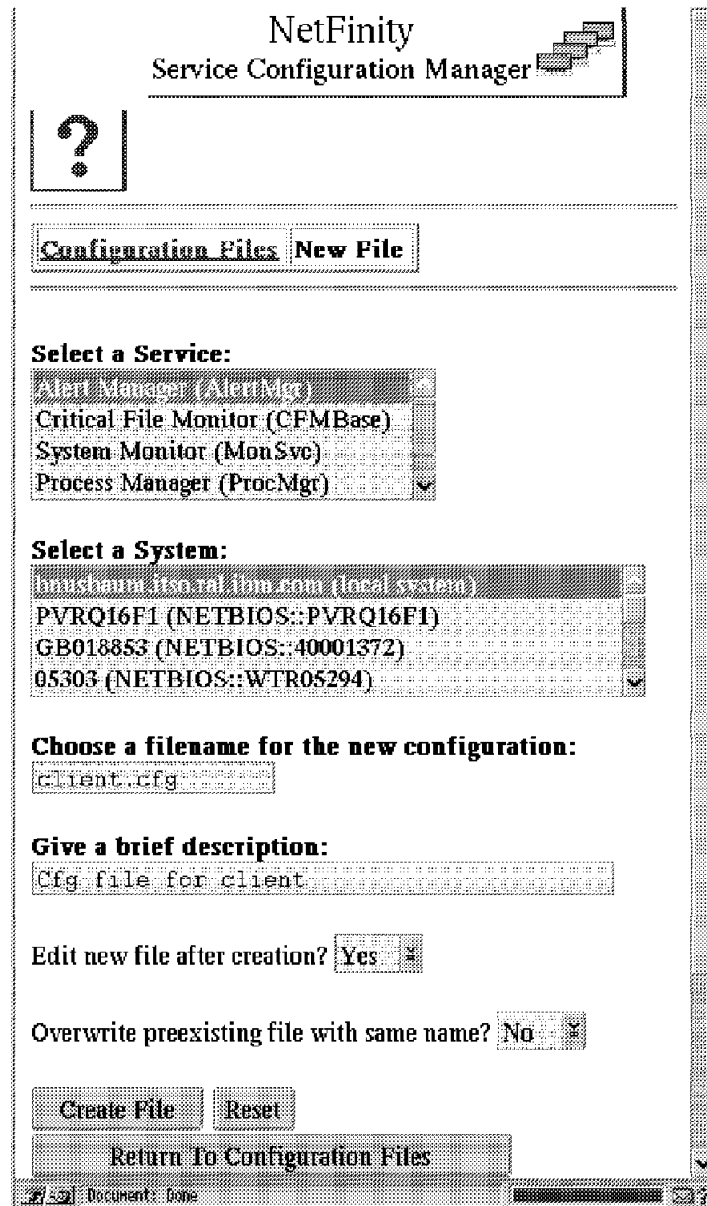 NetFinity
Service Configuration Manager
?
Configuration Files New File
Select a Service:
Alert Manager (AlertMgr)
Critical File Monitor (CFMBase)
System Monitor (MonSvc)
Process Manager (ProcMgr)
Select a System:
(local system)
PVRQ16F1 (NETBIOS::PVRQ16F1)
GB018853 (NETBIOS::40001372)
05303 (NETBIOS::WTR05294)
Choose a filename for the new configuration:
client.cfg
Give a brief description:
Cfg file for client
Edit new file after creation? Yes
Overwrite preexisting file with same name? No
Create File Reset
Return To Configuration Files
Document: Done